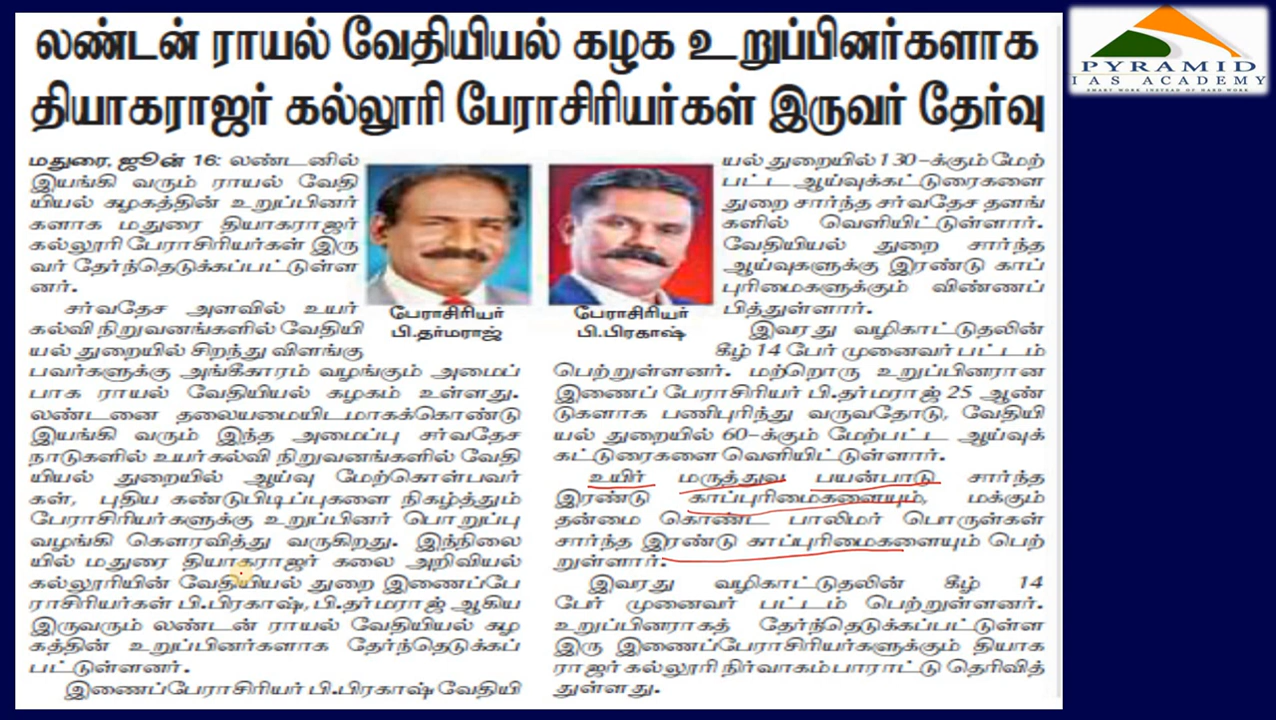 லண்டன் ராயல் வேதியியல் கழக உறுப்பினர்களாக
தியாகராஜர் கல்லூரி பேராசிரியர்கள் இருவர் தேர்வு
PYRAMID
IAS ACADEMY
SMART WORK INSTEAD OF HARD WORK
மதுரை, ஜூன் 16: லண்டனில்
இயங்கி வரும் ராயல் வேதி
யியல் கழகத்தின் உறுப்பினர்
களாக மதுரை தியாகராஜர்
கல்லூரி பேராசிரியர்கள் இரு
வர் தேர்ந்தெடுக்கப்பட்டுள்ள
னர்.
சர்வதேச அளவில் உயர்
கல்வி நிறுவனங்களில் வேதியி
யல் துறையில் சிறந்து விளங்கு
பவர்களுக்கு அங்கீகாரம் வழங்கும் அமைப்
பாக ராயல் வேதியியல் கழகம் உள்ளது.
லண்டனை தலையமையிடமாகக்கொண்டு
இயங்கி வரும் இந்த அமைப்பு சர்வதேச
நாடுகளில் உயர்கல்வி நிறுவனங்களில் வேதி
யியல் துறையில் ஆய்வு மேற்கொள்பவர்
கள், புதிய கண்டுபிடிப்புகளை நிகழ்த்தும்
பேராசிரியர்களுக்கு உறுப்பினர் பொறுப்பு
வழங்கி கௌரவித்து வருகிறது. இந்நிலை
யில் மதுரை தியாகராஜர் கலை அறிவியல்
கல்லூரியின் வேதியியல் துறை இணைப்பே
ராசிரியர்கள் பி.பிரகாஷ், பி.தர்மராஜ் ஆகிய
இருவரும் லண்டன் ராயல் வேதியியல் கழ
கத்தின் உறுப்பினர்களாக தேர்ந்தெடுக்கப்
பட்டுள்ளனர்.
இணைப்பேராசிரியர் பி.பிரகாஷ் வேதியி
பேராசிரியர்
பி.தர்மராஜ்
பேராசிரியர்
பி.பிரகாஷ்
யல் துறையில் 130-க்கும் மேற்
பட்ட ஆய்வுக்கட்டுரைகளை
துறை சார்ந்த சர்வதேச தளங்
களில் வெளியிட்டுள்ளார்.
வேதியியல் துறை சார்ந்த
ஆய்வுகளுக்கு இரண்டு காப்
புரிமைகளுக்கும் விண்ணப்
பித்துள்ளார்.
இவரது வழிகாட்டுதலின்
கீழ் 14 பேர் முனைவர் பட்டம்
பெற்றுள்ளனர். மற்றொரு உறுப்பினரான
இணைப் பேராசிரியர் பி.தர்மராஜ் 25 ஆண்
டுகளாக பணிபுரிந்து வருவதோடு, வேதியி
யல் துறையில் 60-க்கும் மேற்பட்ட ஆய்வுக்
கட்டுரைகளை வெளியிட்டுள்ளார்.
உயிர் மருத்துவ பயன்பாடு சார்ந்த
இரண்டு காப்புரிமைகளையும், மக்கும்
தன்மை கொண்ட பாலிமர் பொருள்கள்
சார்ந்த இரண்டு காப்புரிமைகளையும் பெற்
றுள்ளார்.
இவரது வழிகாட்டுதலின் கீழ் 14
பேர் முனைவர் பட்டம் பெற்றுள்ளனர்.
உறுப்பினராகத் தேர்ந்தெடுக்கப்பட்டுள்ள
இரு இணைப்பேராசிரியர்களுக்கும் தியாக
ராஜர் கல்லூரி நிர்வாகம் பாராட்டு தெரிவித்
துள்ளது.